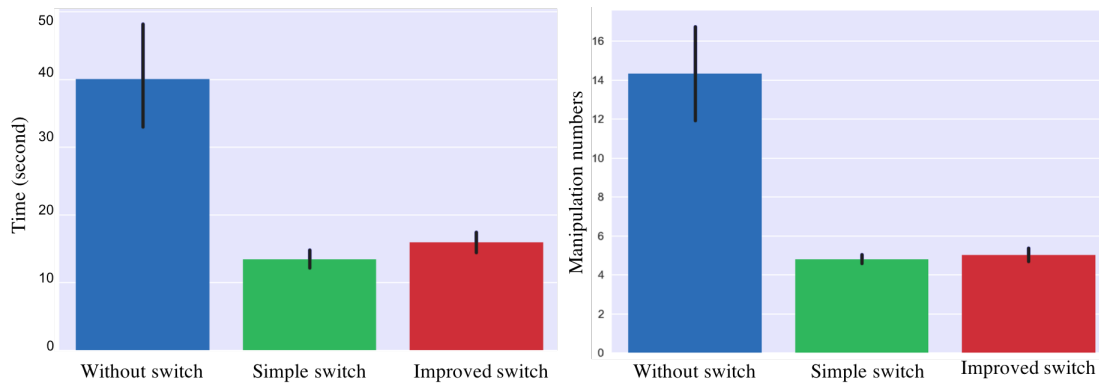 50
40
30
20
10
0
Time (second)
Without switch
Simple switch
Improved switch
16
14
12
10
8
6
4
2
0
Manipulation numbers
Without switch
Simple switch
Improved switch